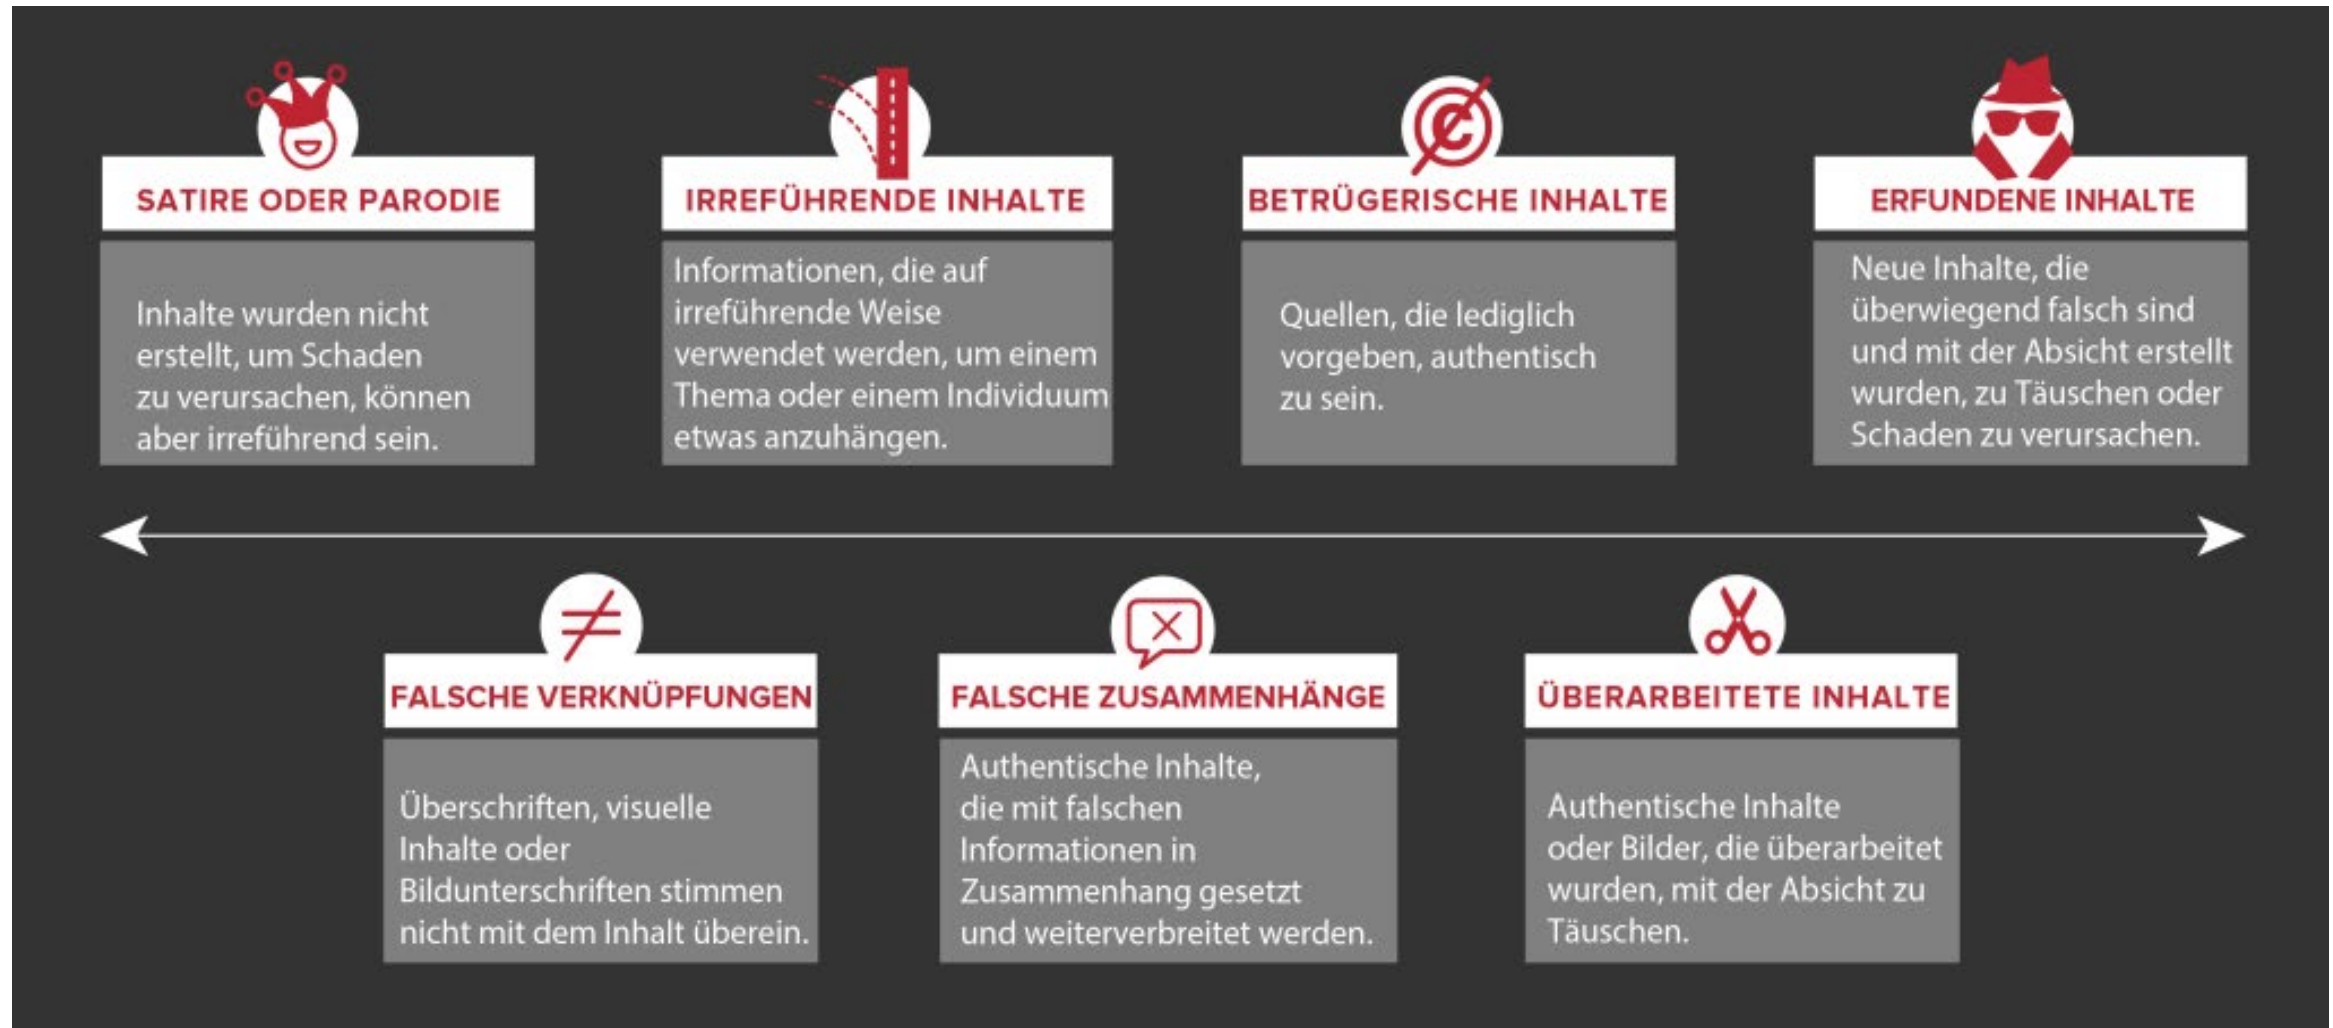 SATIRE ODER PARODIE
Inhalte wurden nicht
erstellt, um Schaden
zu verursachen, können
aber irreführend sein.
IRREFÜHRENDE INHALTE
Informationen, die auf
irreführende Weise
verwendet werden, um einem
Thema oder einem Individuum
etwas anzuhängen.
BETRÜGERISCHE INHALTE
Quellen, die lediglich
vorgeben, authentisch
zu sein.
ERFUNDENE INHALTE
Neue Inhalte, die
überwiegend falsch sind
und mit der Absicht erstellt
wurden, zu Täuschen oder
Schaden zu verursachen.
FALSCHE VERKNÜPFUNGEN
Überschriften, visuelle
Inhalte oder
Bildunterschriften stimmen
nicht mit dem Inhalt überein.
FALSCHE ZUSAMMENHÄNGE
Authentische Inhalte,
die mit falschen
Informationen in
Zusammenhang gesetzt
und weiterverbreitet werden.
ÜBERARBEITETE INHALTE
Authentische Inhalte
oder Bilder, die überarbeitet
wurden, mit der Absicht zu
Täuschen.